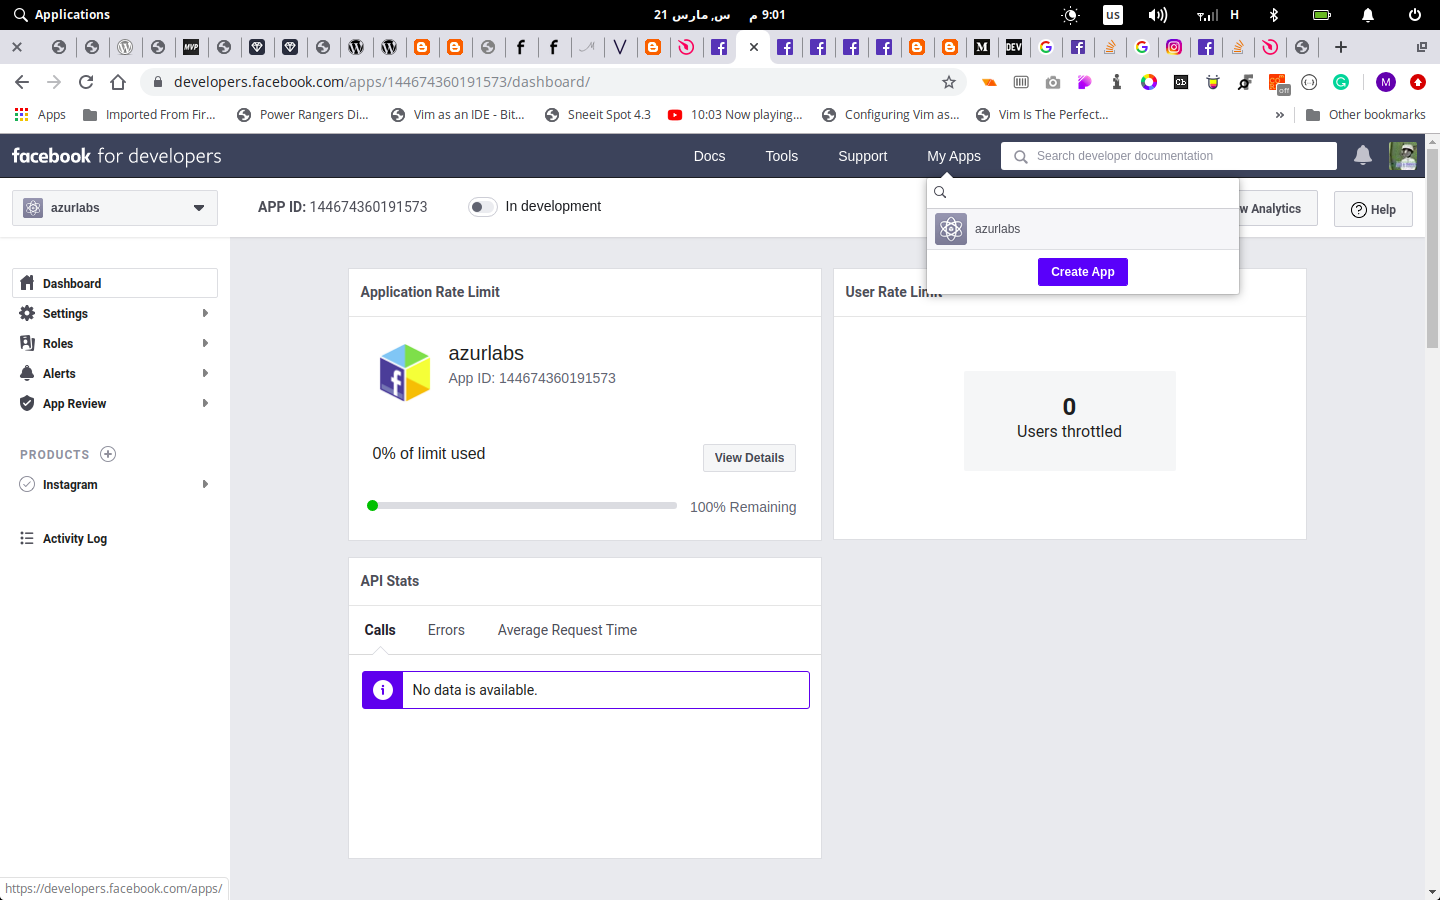 Applications
س, مارس 21 9:01 م
us
H
MVP
M
DEV
developers.facebook.com/apps/144674360191573/dashboard/
off
M
Apps
Imported From Fir...
Power Rangers Di...
Vim as an IDE - Bit...
Sneeit Spot 4.3
10:03 Now playing...
Configuring Vim as...
Vim Is The Perfect...
»
Other bookmarks
facebook for developers
Docs
Tools
Support
My Apps
Search developer documentation
azurlabs
APP ID: 144674360191573
In development
w Analytics
Help
azurlabs
Create App
Dashboard
Settings
Roles
Alerts
App Review
PRODUCTS
Instagram
Activity Log
Application Rate Limit
azurlabs
App ID: 144674360191573
0% of limit used
View Details
100% Remaining
User Rate Limit
0
Users throttled
API Stats
Calls
Errors
Average Request Time
No data is available.
https://developers.facebook.com/apps/